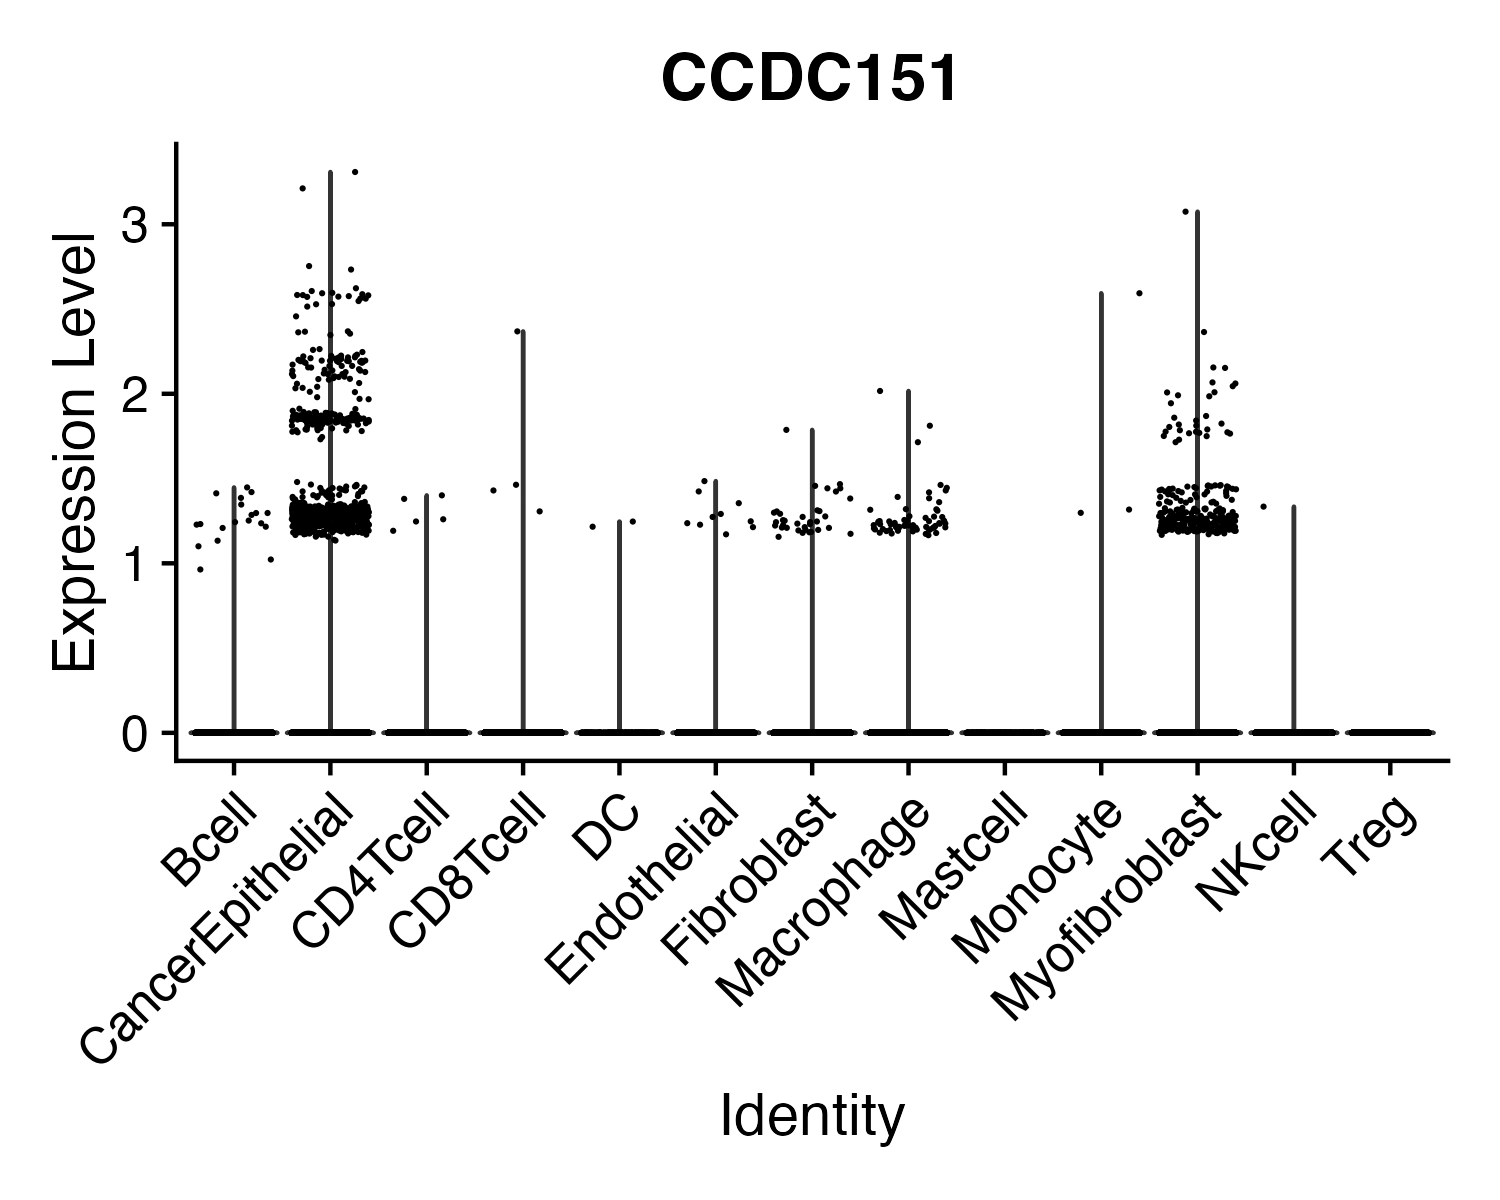 CCDC151
Expression Level
3
2
1
0
Bcell
CancerEpithelial
CD4Tcell
CD8Tcell
DC
Endothelial
Fibroblast
Macrophage
Mastcell
Monocyte
Myofibroblast
NKcell
Treg
Identity